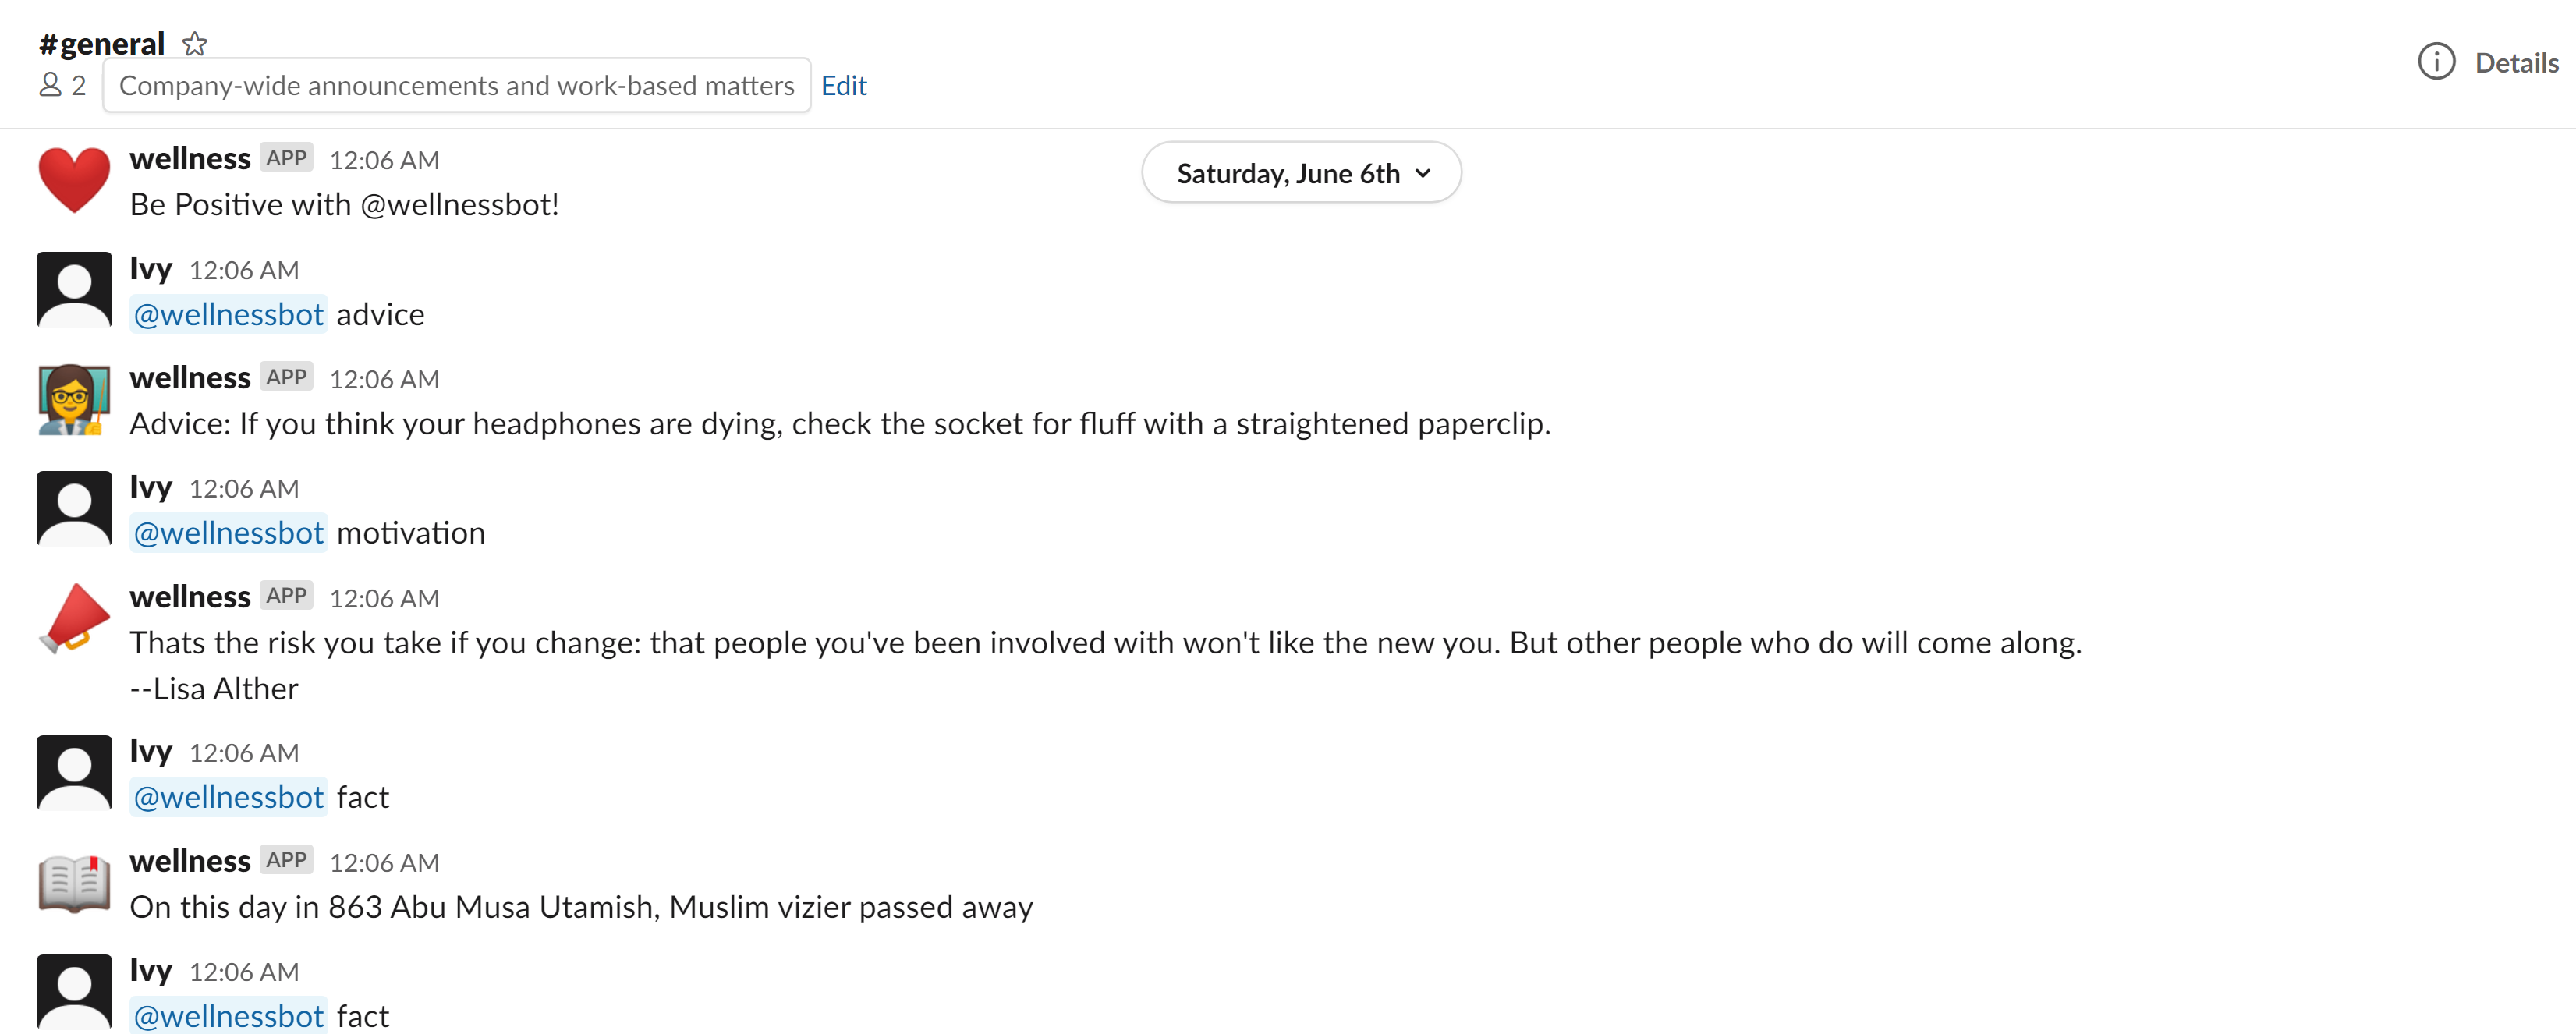 #general
2 Company-wide announcements and work-based matters Edit
Details
Saturday, June 6th
wellness APP 12:06 AM
Be Positive with @wellnessbot!
Ivy 12:06 AM
@wellnessbot advice
wellness APP 12:06 AM
Advice: If you think your headphones are dying, check the socket for fluff with a straightened paperclip.
Ivy 12:06 AM
@wellnessbot motivation
wellness APP 12:06 AM
Thats the risk you take if you change: that people you've been involved with won't like the new you. But other people who do will come along.
--Lisa Alther
Ivy 12:06 AM
@wellnessbot fact
wellness APP 12:06 AM
On this day in 863 Abu Musa Utamish, Muslim vizier passed away
Ivy 12:06 AM
@wellnessbot fact